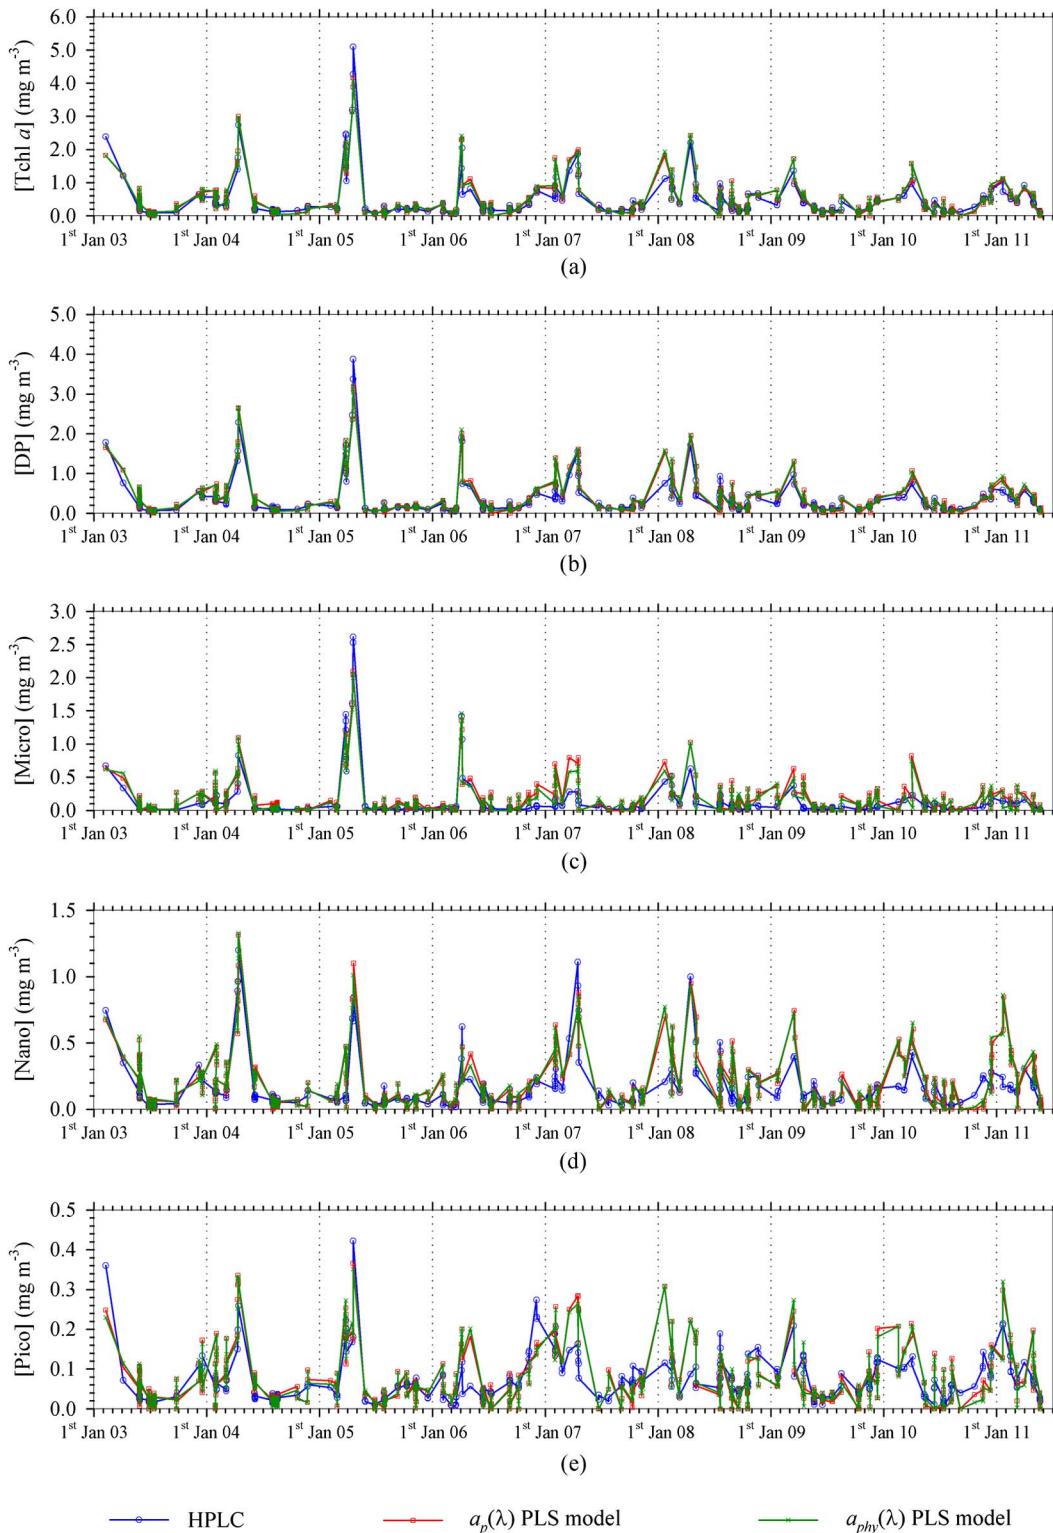 [Tchl a] (mg m⁻³)
6.0
5.0
4.0
3.0
2.0
1.0
0.0
1ˢᵗ Jan 03 1ˢᵗ Jan 04 1ˢᵗ Jan 05 1ˢᵗ Jan 06 1ˢᵗ Jan 07 1ˢᵗ Jan 08 1ˢᵗ Jan 09 1ˢᵗ Jan 10 1ˢᵗ Jan 11
(a)
[DP] (mg m⁻³)
5.0
4.0
3.0
2.0
1.0
0.0
1ˢᵗ Jan 03 1ˢᵗ Jan 04 1ˢᵗ Jan 05 1ˢᵗ Jan 06 1ˢᵗ Jan 07 1ˢᵗ Jan 08 1ˢᵗ Jan 09 1ˢᵗ Jan 10 1ˢᵗ Jan 11
(b)
[Micro] (mg m⁻³)
3.0
2.5
2.0
1.5
1.0
0.5
0.0
1ˢᵗ Jan 03 1ˢᵗ Jan 04 1ˢᵗ Jan 05 1ˢᵗ Jan 06 1ˢᵗ Jan 07 1ˢᵗ Jan 08 1ˢᵗ Jan 09 1ˢᵗ Jan 10 1ˢᵗ Jan 11
(c)
[Nano] (mg m⁻³)
1.5
1.0
0.5
0.0
1ˢᵗ Jan 03 1ˢᵗ Jan 04 1ˢᵗ Jan 05 1ˢᵗ Jan 06 1ˢᵗ Jan 07 1ˢᵗ Jan 08 1ˢᵗ Jan 09 1ˢᵗ Jan 10 1ˢᵗ Jan 11
(d)
[Pico] (mg m⁻³)
0.5
0.4
0.3
0.2
0.1
0.0
1ˢᵗ Jan 03 1ˢᵗ Jan 04 1ˢᵗ Jan 05 1ˢᵗ Jan 06 1ˢᵗ Jan 07 1ˢᵗ Jan 08 1ˢᵗ Jan 09 1ˢᵗ Jan 10 1ˢᵗ Jan 11
(e)
HPLC a_p(λ) PLS model a_phy(λ) PLS model